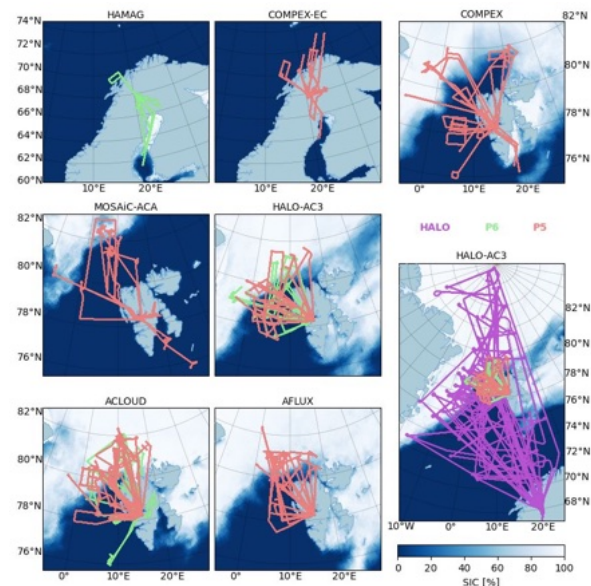 HAMAG
COMPEX-EC
COMPEX
74°N
72°N
70°N
68°N
66°N
64°N
62°N
60°N
10°E
20°E
10°E
20°E
82°N
80°N
78°N
76°N
0°
10°E
20°E
MOSAiC-ACA
HALO-AC3
82°N
80°N
78°N
76°N
HALO P6 P5
HALO-AC3
82°N
80°N
78°N
76°N
74°N
72°N
70°N
68°N
10°W
0°
10°E
20°E
ACLOUD
AFLUX
82°N
80°N
78°N
76°N
0°
10°E
20°E
0°
10°E
20°E
0 20 40 60 80 100
SIC [%]